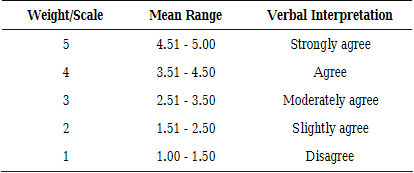 Weight/Scale Mean Range Verbal Interpretation
5 4.51 - 5.00 Strongly agree
4 3.51 - 4.50 Agree
3 2.51 - 3.50 Moderately agree
2 1.51 - 2.50 Slightly agree
1 1.00 - 1.50 Disagree